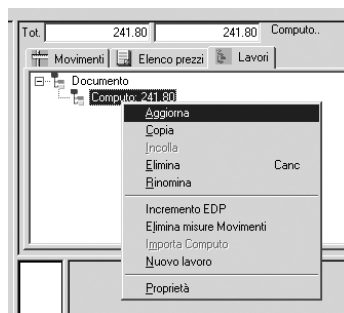 Tot. 241.80 241.80 Computo..
Movimenti Elenco prezzi Lavori
Documento
Computo: 241.80
Aggiorna
Copia
Incolla
Elimina Canc
Rinomina
Incremento EDP
Elimina misure Movimenti
Importa Computo
Nuovo lavoro
Proprietà